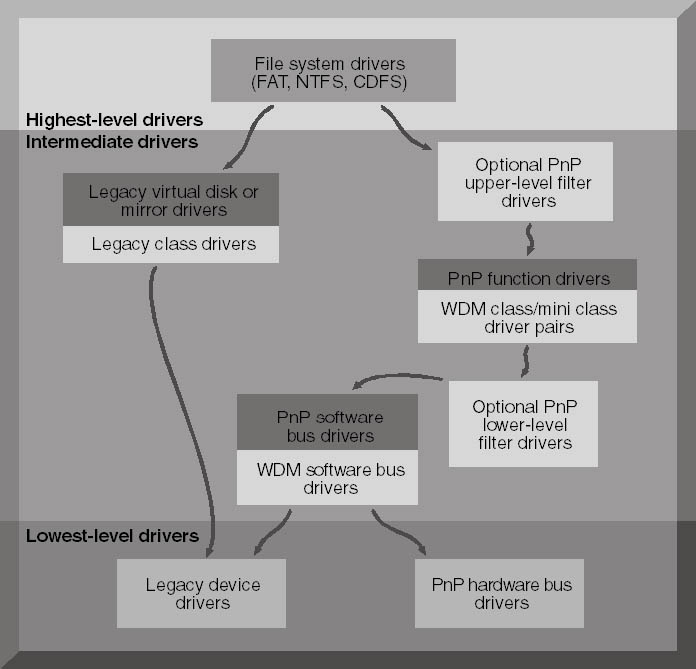 File system drivers
(FAT, NTFS, CDFS)
Highest-level drivers
Intermediate drivers
Optional PnP
upper-level filter
drivers
Legacy virtual disk or
mirror drivers
Legacy class drivers
PnP function drivers
WDM class/mini class
driver pairs
Optional PnP
lower-level
filter drivers
PnP software
bus drivers
WDM software bus
drivers
Lowest-level drivers
Legacy device
drivers
PnP hardware bus
drivers